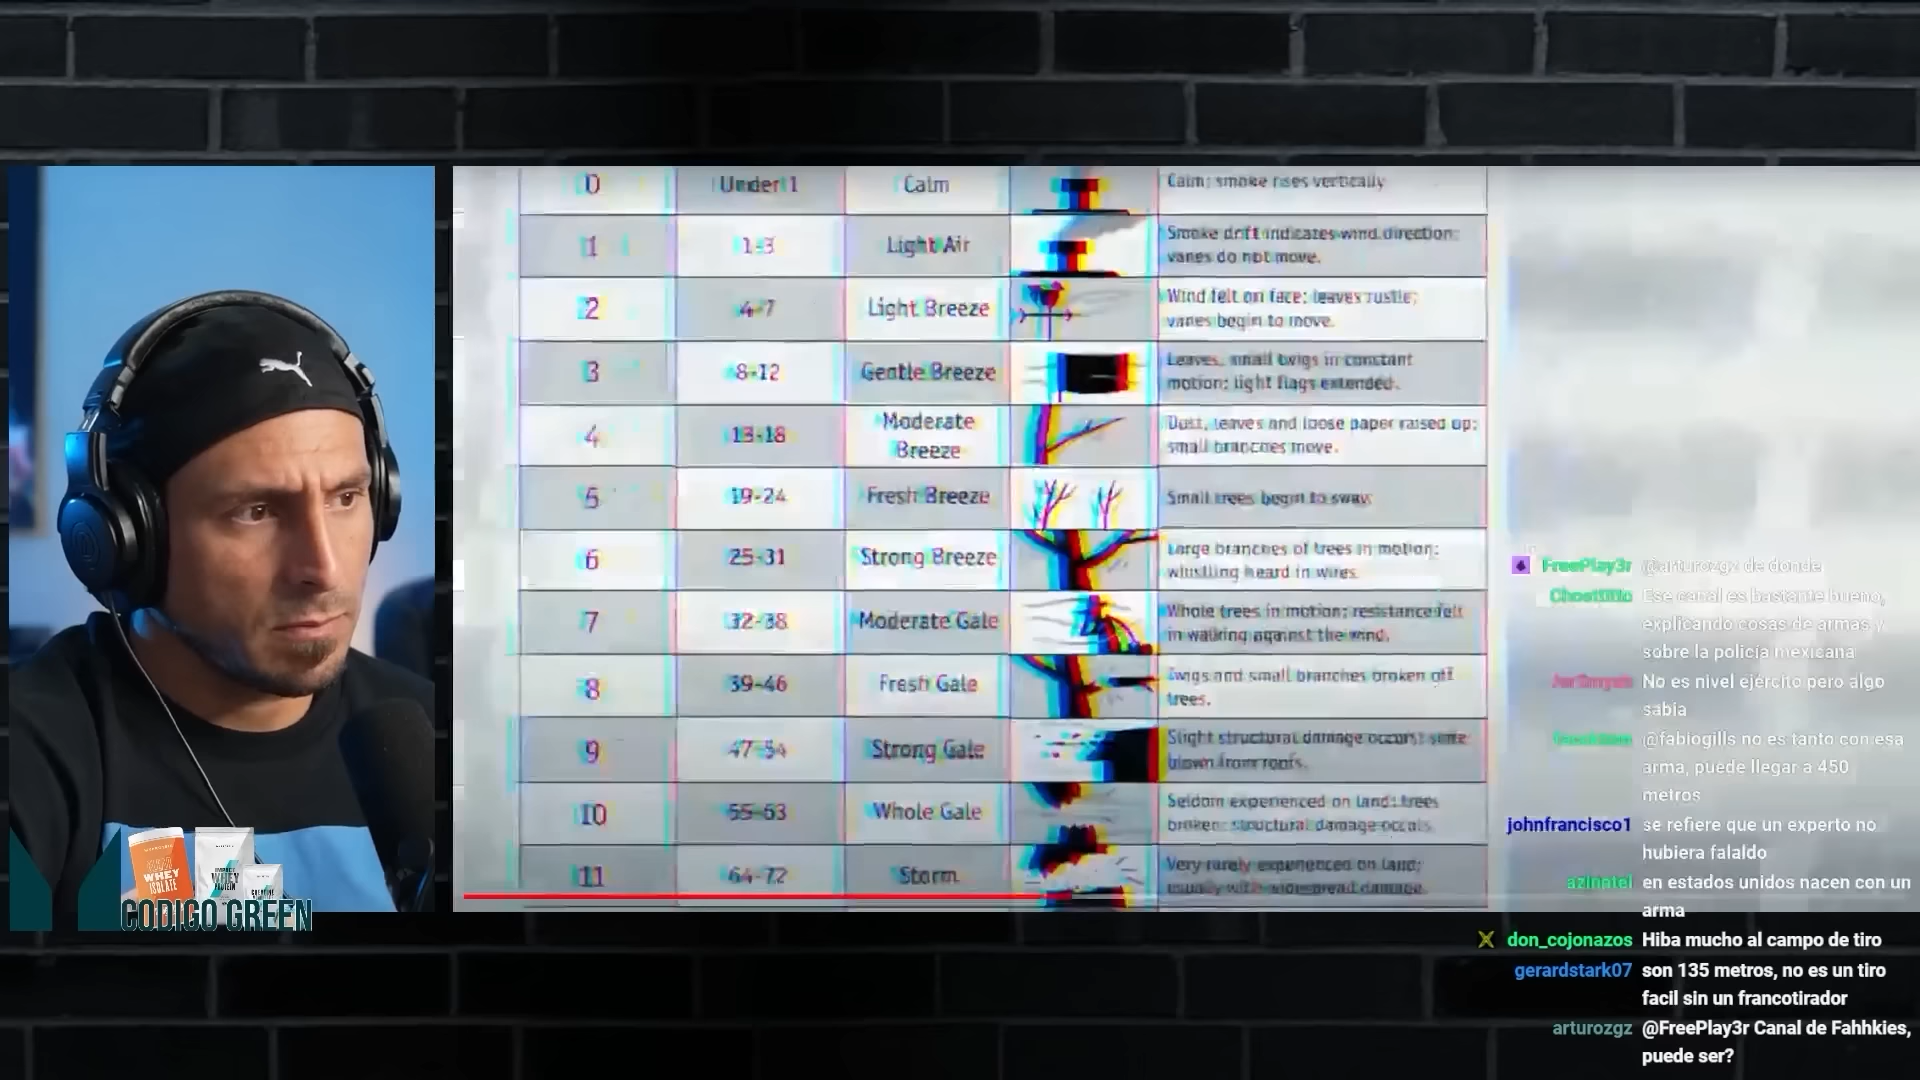 0 Under 1 Calm Calm; smoke rises vertically
1 1-3 Light Air Smoke drift indicates wind direction;
vanes do not move.
2 4-7 Light Breeze Wind felt on face; leaves rustle;
vanes begin to move.
3 8-12 Gentle Breeze Leaves, small twigs in constant
motion; light flags extended.
4 13-18 Moderate
Breeze
Dust, leaves and loose paper raised up;
small branches move.
5 19-24 Fresh Breeze Small trees begin to sway.
6 25-31 Strong Breeze Large branches of trees in motion;
whistling heard in wires.
7 32-38 Moderate Gale Whole trees in motion; resistance felt
in walking against the wind.
8 39-46 Fresh Gale Twigs and small branches broken off
trees.
9 47-54 Strong Gale Slight structural damage occurs;
blown from roofs.
10 55-63 Whole Gale Seldom experienced on land; trees
broken; structural damage occurs.
11 64-72 Storm Very rarely experienced on land;
usually with widespread damage.
FreePlay3r @arturozgz de donde
Ese canal es bastante bueno,
explicando cosas de armas y
sobre la policia mexicana
No es nivel ejército pero algo
sabia
@fabiogills no es tanto con esa
arma, puede llegar a 450
metros
johnfrancisco1 se refiere que un experto no
hubiera falaldo
azinatel en estados unidos nacen con un
arma
don_cojonazos Hiba mucho al campo de tiro
gerardstark07 son 135 metros, no es un tiro
facil sin un francotirador
arturozgz @FreePlay3r Canal de Fahhkies,
puede ser?
WHEY
ISOLATE
WHEY
CODIGO GREEN